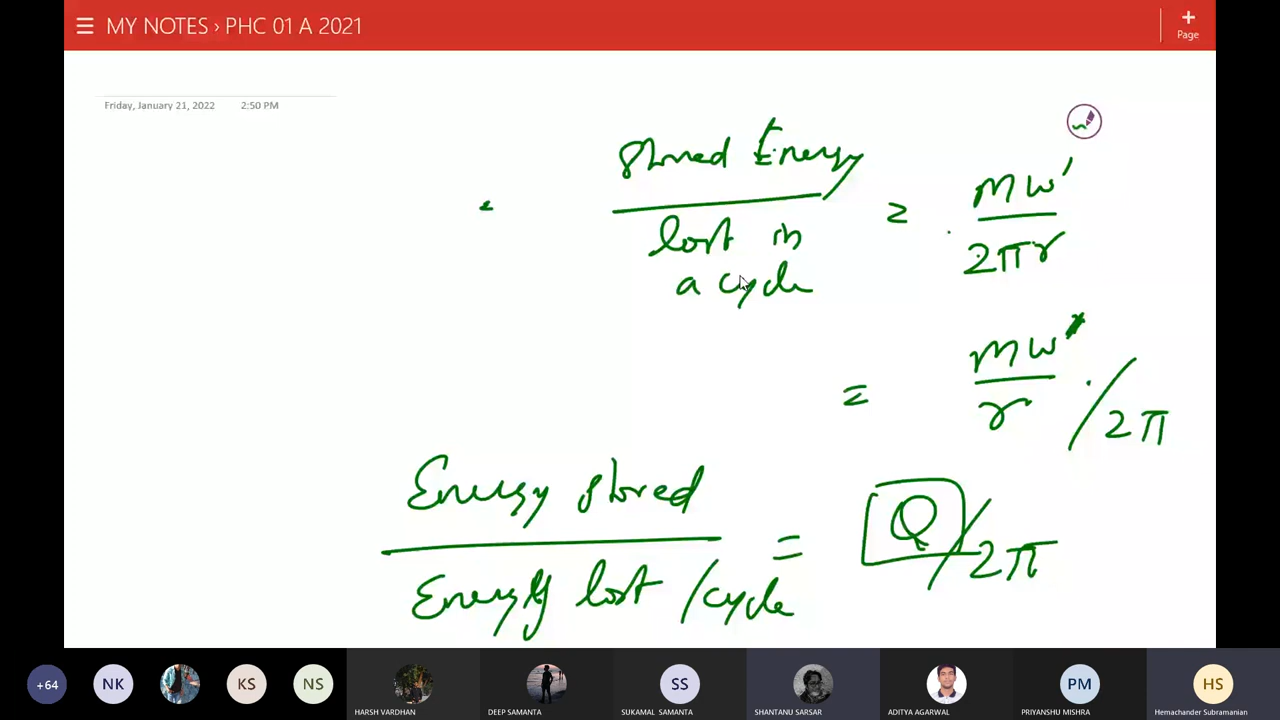 MY NOTES › PHC 01 A 2021
+
Page
Friday, January 21, 2022 2:50 PM
Stored Energy
lost in
a cycle
=
mω'
2πr
=
mω
r
/2π
Energy stored
Energy lost /cycle
=
Q/2π
+64
NK
KS
NS
SS
PM
HS
HARSH VARDHAN
DEEP SAMANTA
SUKAMAL SAMANTA
SHANTANU SARSAR
ADITYA AGARWAL
PRIYANSHU MISHRA
Hemachander Subramanian